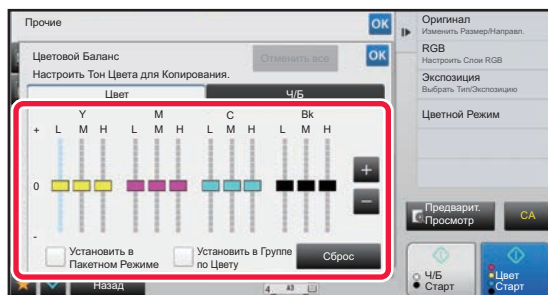 Прочие
OK
Цветовой Баланс
Отменить все
OK
Настроить Тон Цвета для Копирования.
Цвет
Ч/Б
Y
M
C
Bk
+ L M H L M H L M H L M H
+
0
−
-
Установить в
Пакетном Режиме
Установить в Группе
по Цвету
Сброс
Назад
4 A3
Оригинал
Изменить Размер/Направл.
RGB
Настроить Слои RGB
Экспозиция
Выбрать Тип/Экспозицию
Цветной Режим
Предварит.
Просмотр
CA
Ч/Б
Старт
Цвет
Старт